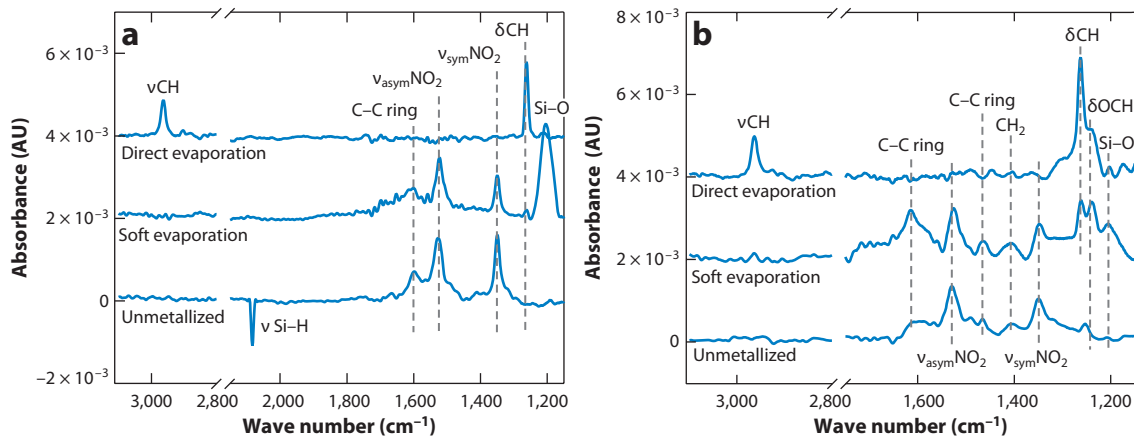 a
6 × 10⁻³
4 × 10⁻³
2 × 10⁻³
0
−2 × 10⁻³
Absorbance (AU)
νCH
C–C ring
ν_asymNO₂
ν_symNO₂
δCH
Si–O
Direct evaporation
Soft evaporation
Unmetallized
ν Si–H
3,000
2,800
2,000
1,800
1,600
1,400
1,200
Wave number (cm⁻¹)
b
8 × 10⁻³
6 × 10⁻³
4 × 10⁻³
2 × 10⁻³
0
Absorbance (AU)
νCH
C–C ring
C–C ring
CH₂
δCH
δOCH
Si–O
Direct evaporation
Soft evaporation
Unmetallized
ν_asymNO₂
ν_symNO₂
3,000
2,800
1,600
1,400
1,200
Wave number (cm⁻¹)